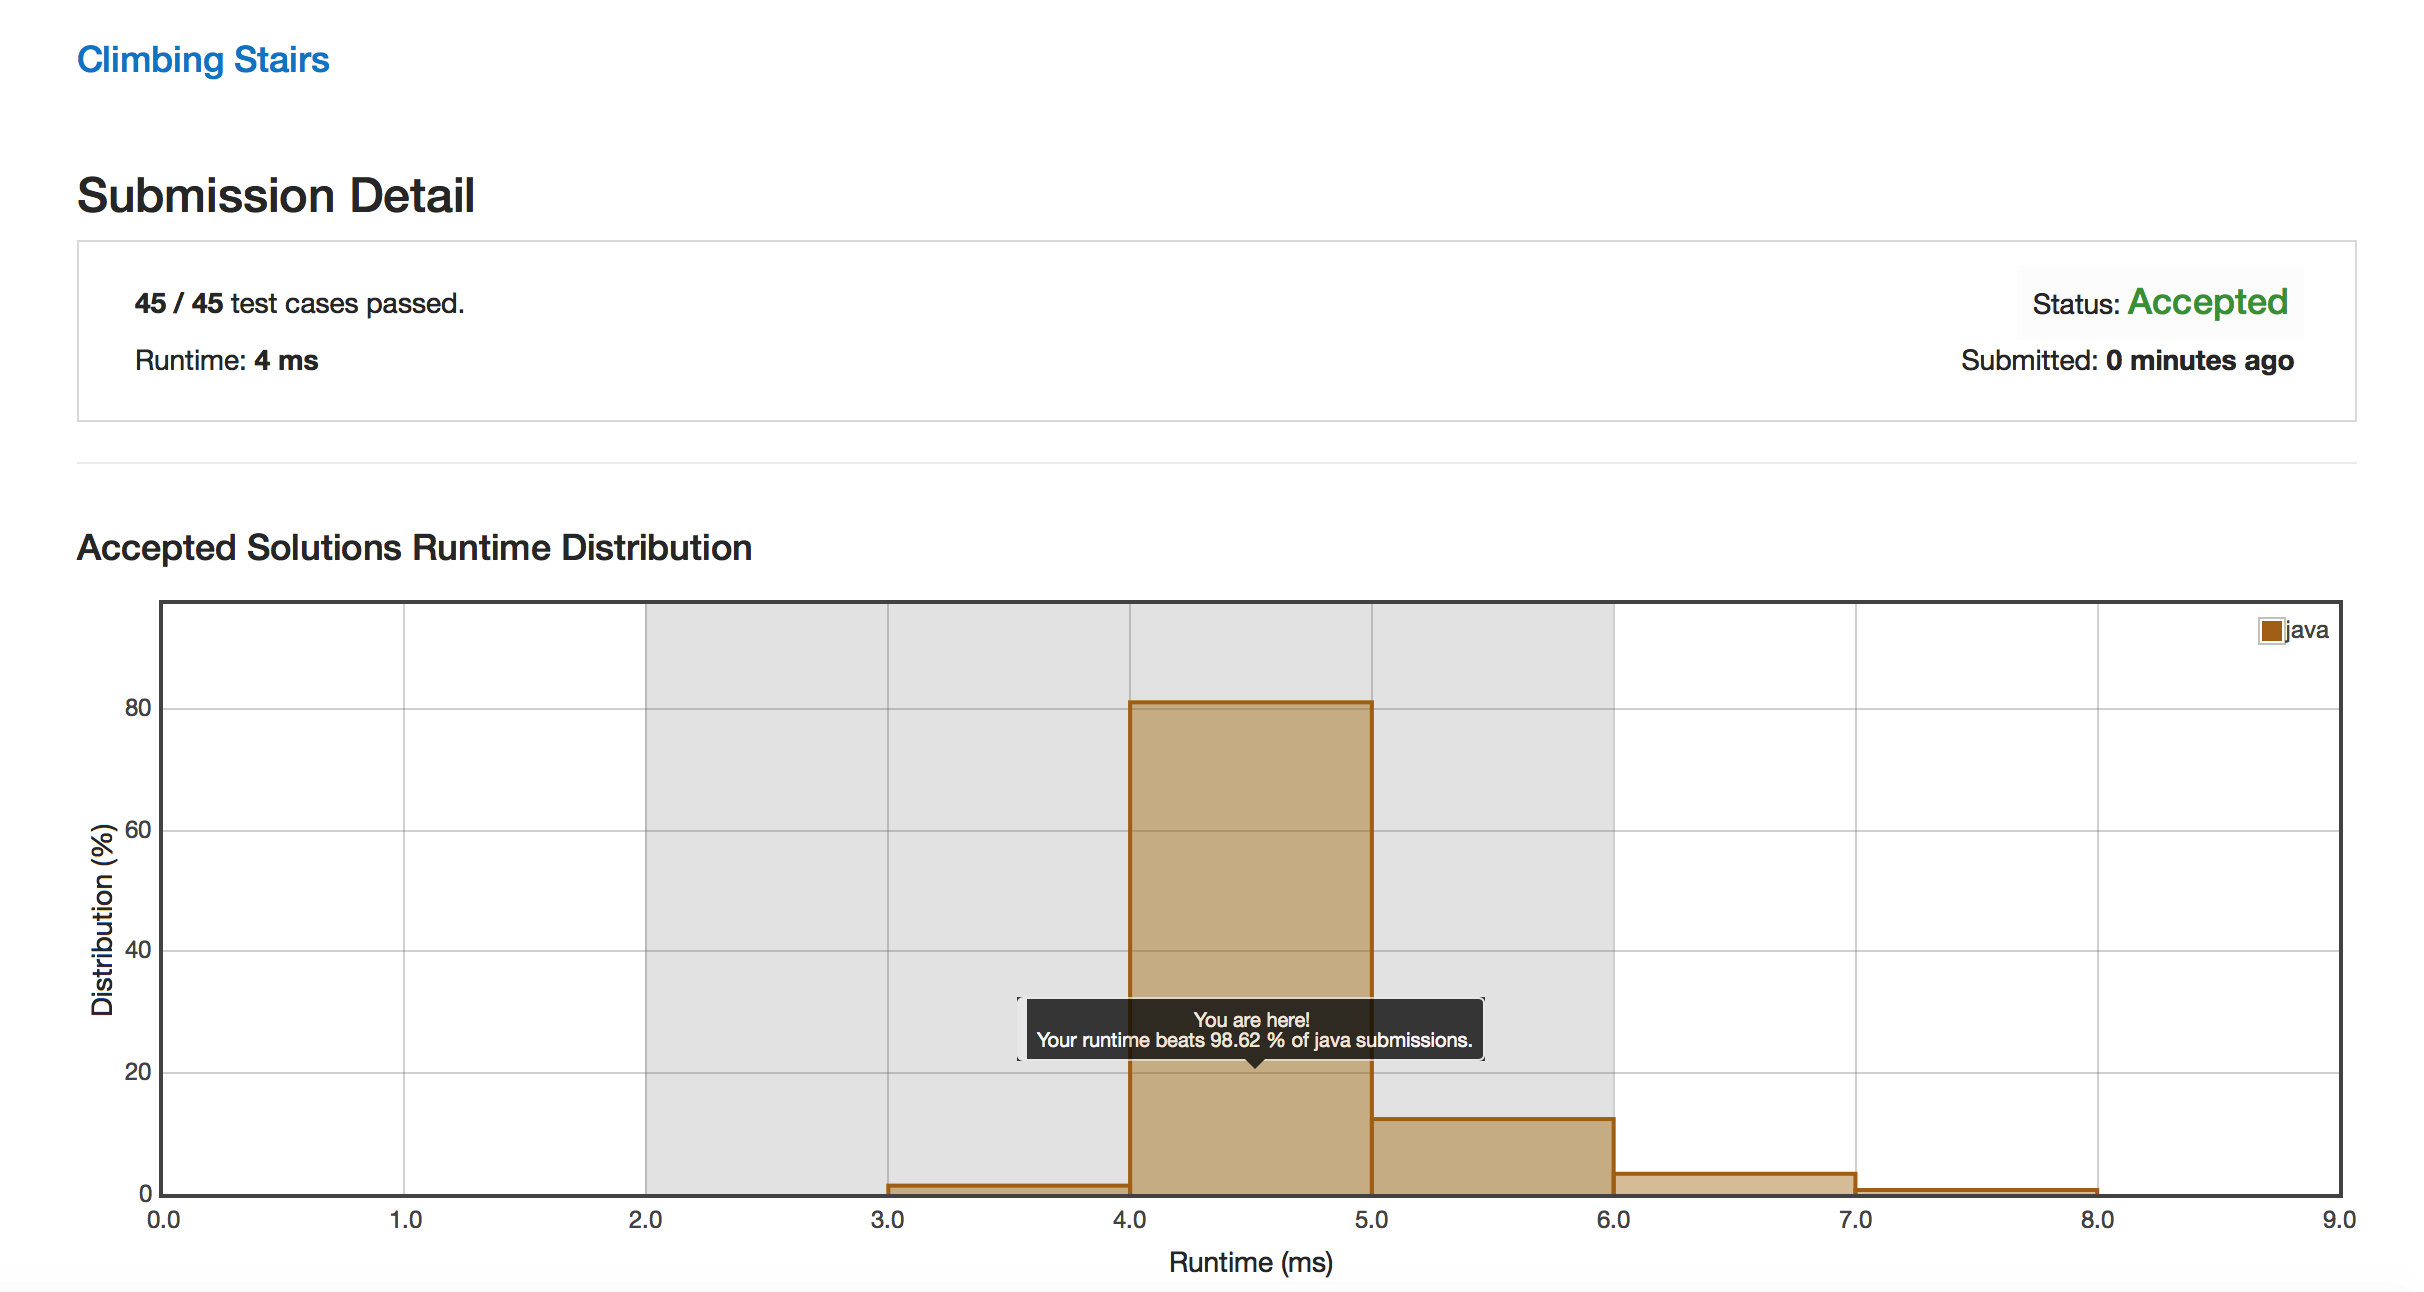 Climbing Stairs
Submission Detail
45 / 45 test cases passed.
Status: Accepted
Runtime: 4 ms
Submitted: 0 minutes ago
Accepted Solutions Runtime Distribution
java
80
60
40
20
0
Distribution (%)
You are here!
Your runtime beats 98.62 % of java submissions.
0.0 1.0 2.0 3.0 4.0 5.0 6.0 7.0 8.0 9.0
Runtime (ms)